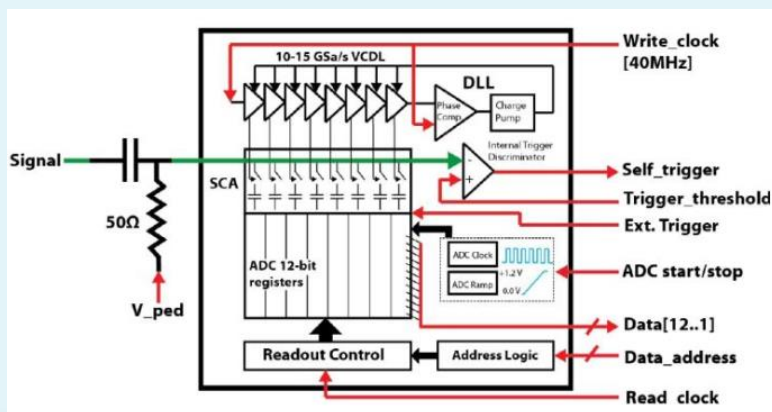 10-15 GSa/s VCDL
Write_clock
[40MHz]
DLL
Phase
Comp.
Charge
Pump
Signal
Internal Trigger
Discriminator
-
+
Self_trigger
SCA
Trigger_threshold
50Ω
Ext. Trigger
ADC 12-bit
registers
ADC Clock
+1.2 V
ADC Ramp
0.0 V
ADC start/stop
V_ped
Data[12..1]
Readout Control
Address Logic
Data_address
Read_clock